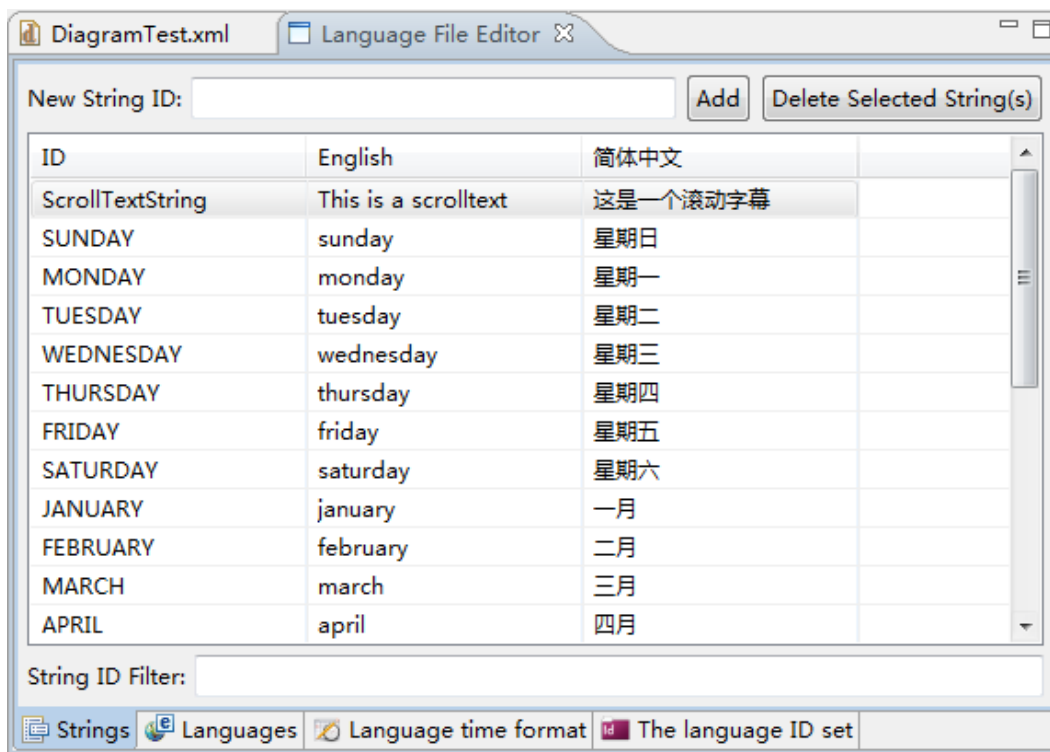 DiagramTest.xml Language File Editor
New String ID: Add Delete Selected String(s)
ID English 简体中文
ScrollTextString This is a scrolltext 这是一个滚动字幕
SUNDAY sunday 星期日
MONDAY monday 星期一
TUESDAY tuesday 星期二
WEDNESDAY wednesday 星期三
THURSDAY thursday 星期四
FRIDAY friday 星期五
SATURDAY saturday 星期六
JANUARY january 一月
FEBRUARY february 二月
MARCH march 三月
APRIL april 四月
String ID Filter:
Strings Languages Language time format The language ID set